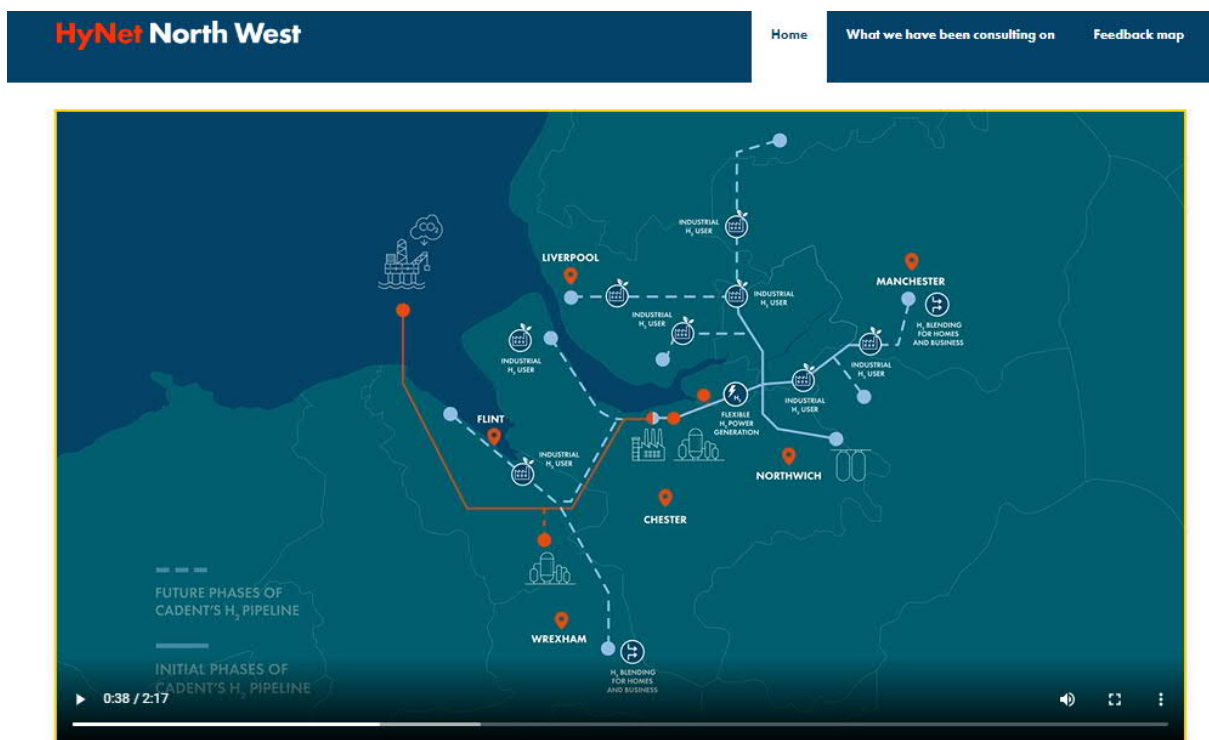 HyNet North West
Home
What we have been consulting on
Feedback map
CO₂
INDUSTRIAL
H₂ USER
LIVERPOOL
MANCHESTER
INDUSTRIAL
H₂ USER
H₂ BLENDING
FOR HOMES
AND BUSINESS
INDUSTRIAL
H₂ USER
INDUSTRIAL
H₂ USER
INDUSTRIAL
H₂ USER
INDUSTRIAL
H₂ USER
H₂
FLEXIBLE
H₂ POWER
GENERATION
FLINT
INDUSTRIAL
H₂ USER
NORTHWICH
CHESTER
FUTURE PHASES OF
CADENT'S H₂ PIPELINE
WREXHAM
INITIAL PHASES OF
CADENT'S H₂ PIPELINE
H₂ BLENDING
FOR HOMES
AND BUSINESS
0:38 / 2:17